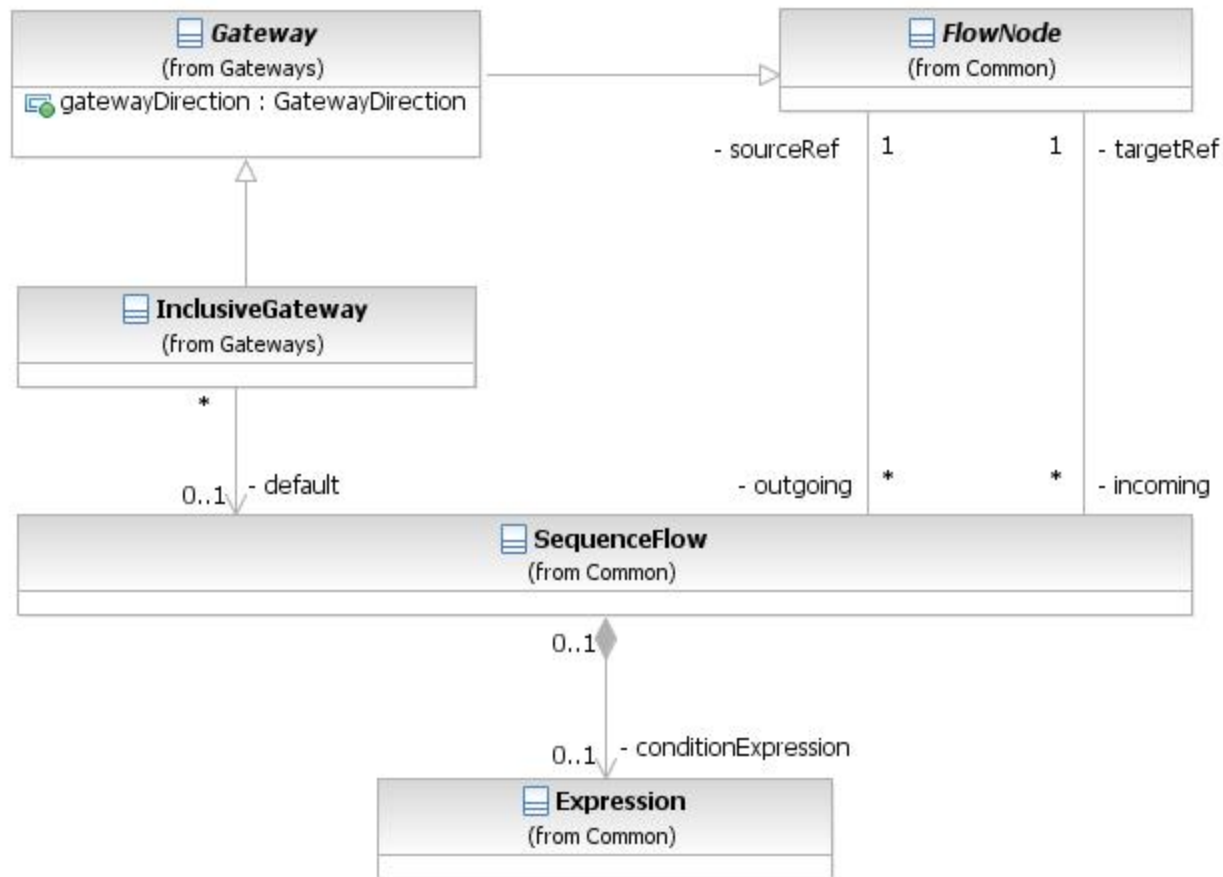 Gateway
(from Gateways)
gatewayDirection : GatewayDirection
FlowNode
(from Common)
- sourceRef
1
1
- targetRef
InclusiveGateway
(from Gateways)
*
0..1
- default
- outgoing
*
*
- incoming
SequenceFlow
(from Common)
0..1
0..1
- conditionExpression
Expression
(from Common)